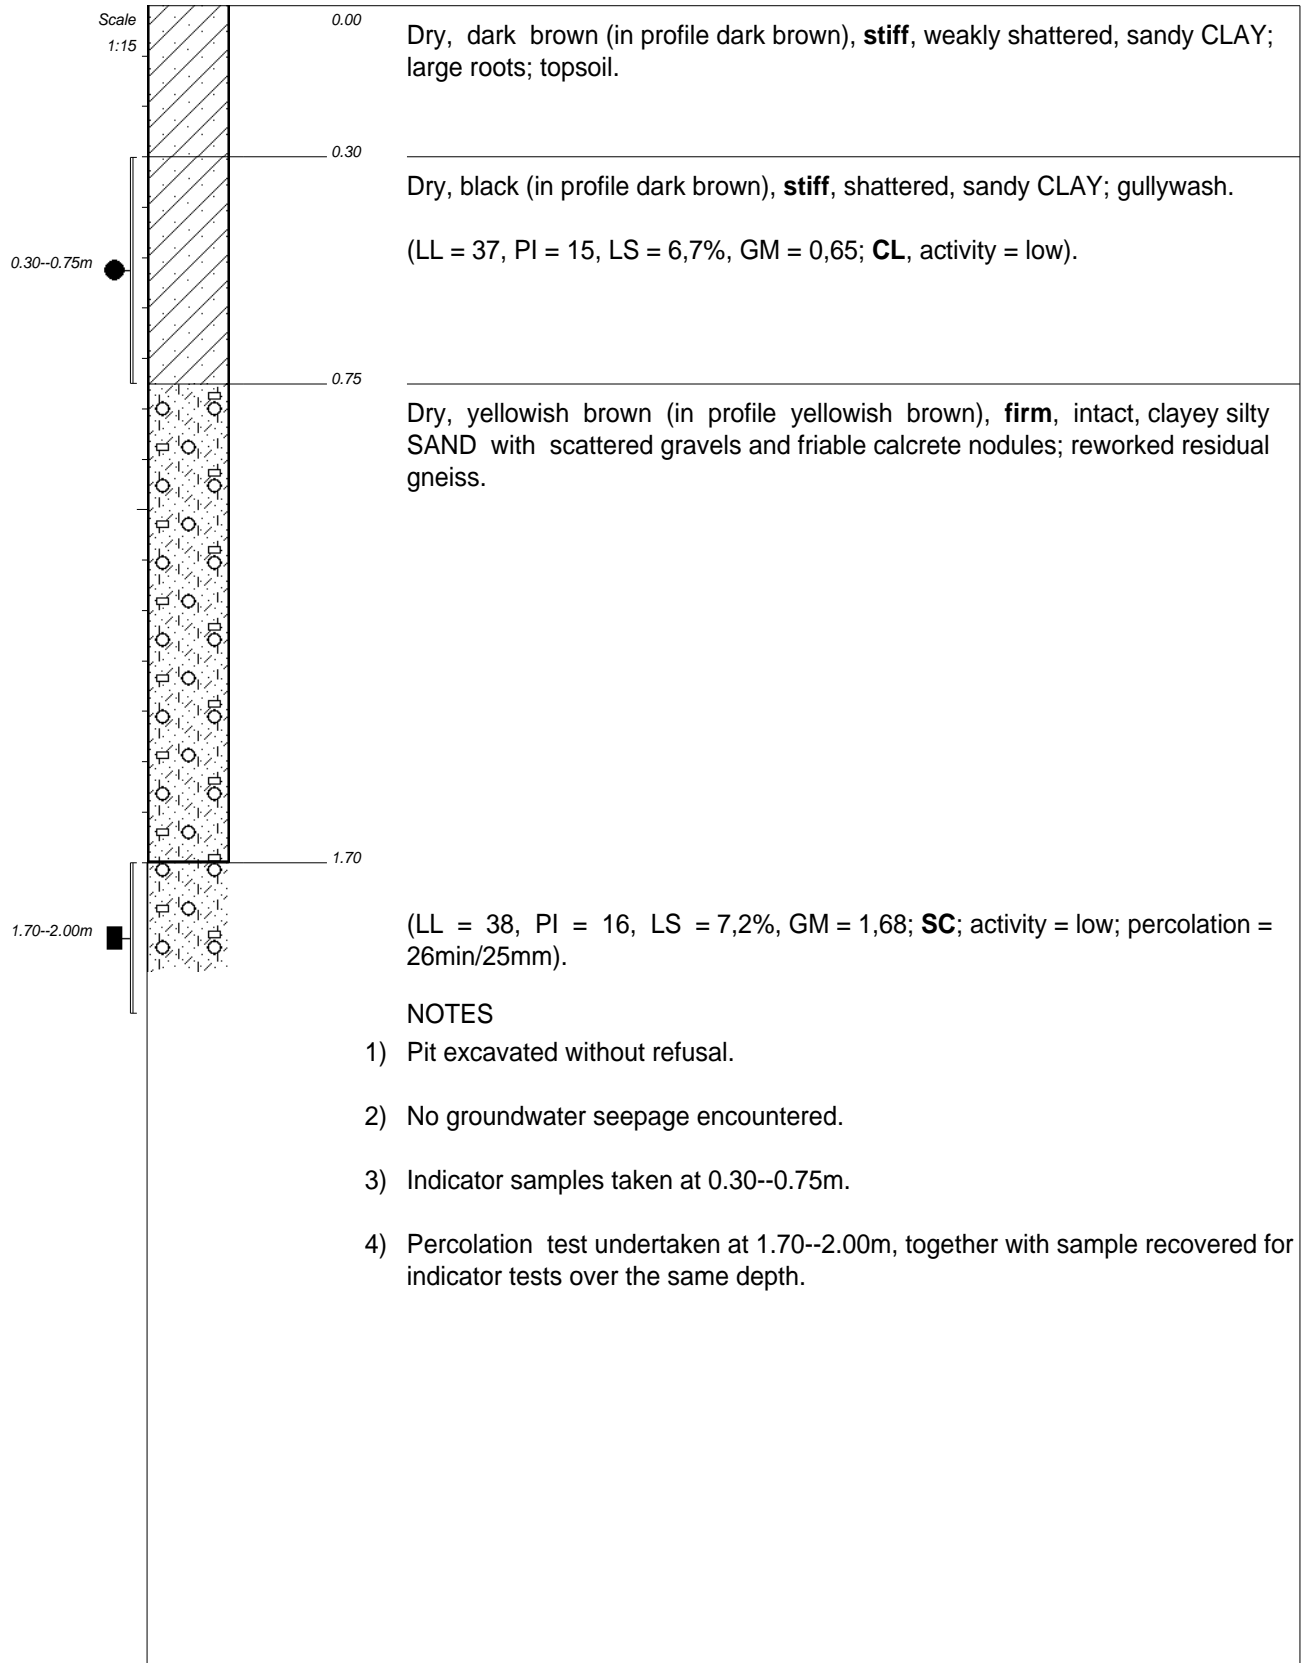 Scale
1:15
0.00
Dry, dark brown (in profile dark brown), stiff, weakly shattered, sandy CLAY;
large roots; topsoil.
0.30
Dry, black (in profile dark brown), stiff, shattered, sandy CLAY; gullywash.
(LL = 37, PI = 15, LS = 6,7%, GM = 0,65; CL, activity = low).
0.30--0.75m
0.75
Dry, yellowish brown (in profile yellowish brown), firm, intact, clayey silty
SAND with scattered gravels and friable calcrete nodules; reworked residual
gneiss.
1.70
1.70--2.00m
(LL = 38, PI = 16, LS = 7,2%, GM = 1,68; SC; activity = low; percolation =
26min/25mm).
NOTES
1) Pit excavated without refusal.
2) No groundwater seepage encountered.
3) Indicator samples taken at 0.30--0.75m.
4) Percolation test undertaken at 1.70--2.00m, together with sample recovered for
indicator tests over the same depth.